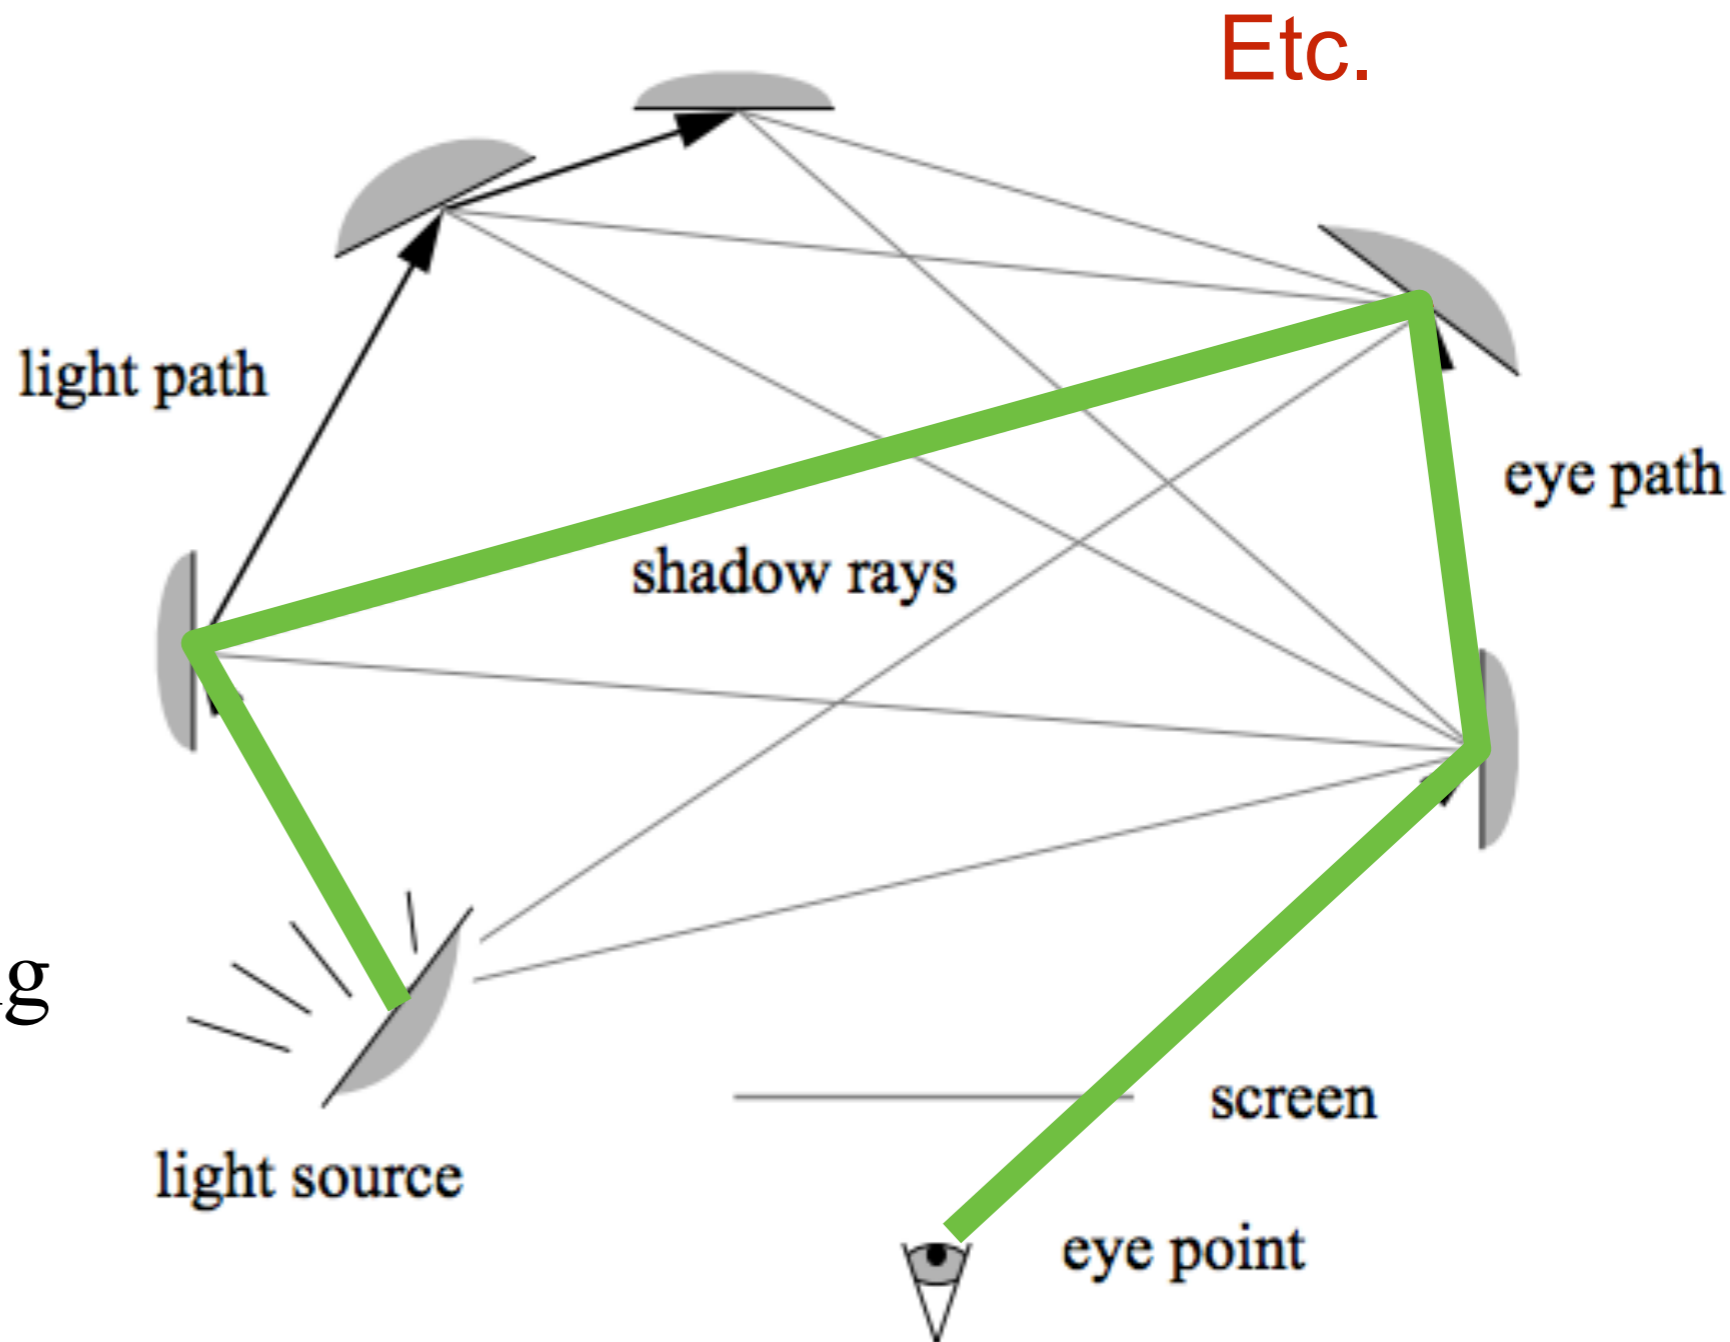 Etc.
light path
eye path
shadow rays
screen
light source
eye point